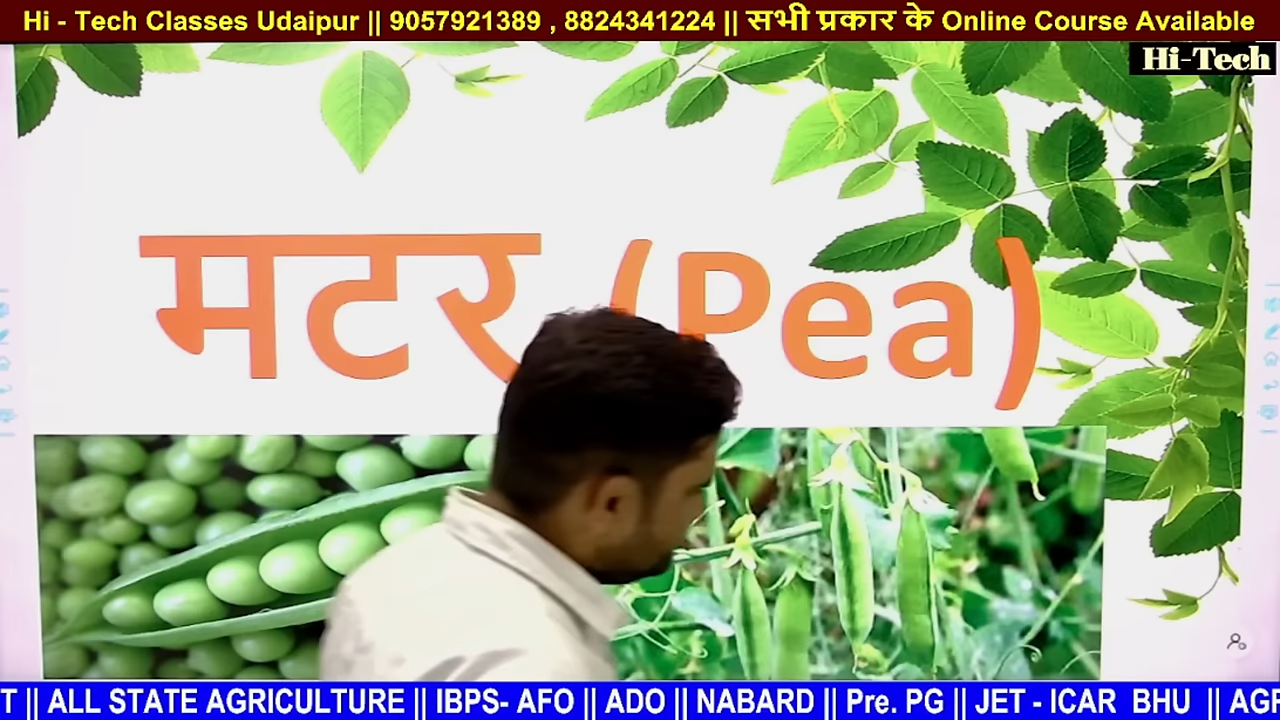 Hi - Tech Classes Udaipur || 9057921389 , 8824341224 || सभी प्रकार के Online Course Available
Hi-Tech
मटर (Pea)
T || ALL STATE AGRICULTURE || IBPS- AFO || ADO || NABARD || Pre. PG || JET - ICAR BHU || AGR